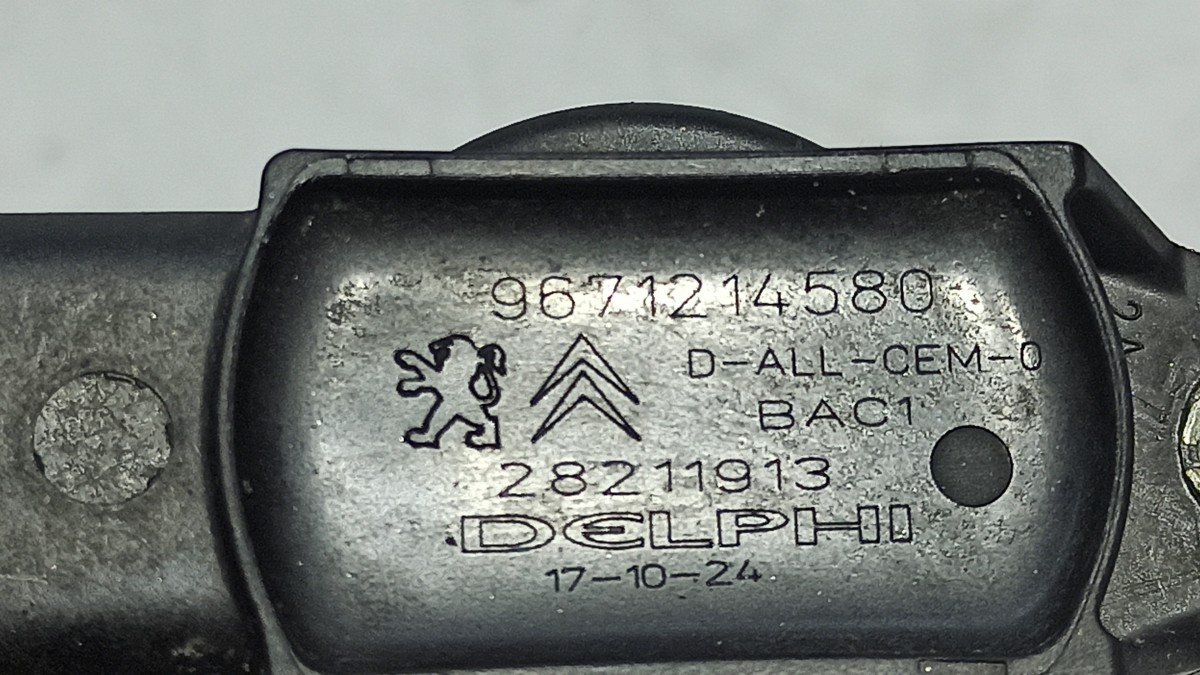 9671214580
D-ALL-CEM-0
BAC1
28211913
DELPHI
17-10-24